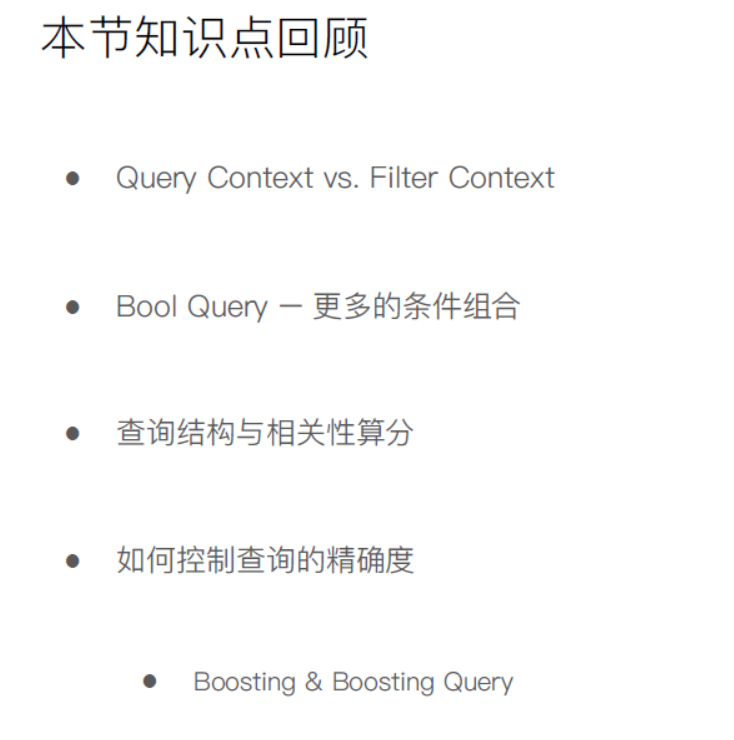 本节知识点回顾
Query Context vs. Filter Context
Bool Query – 更多的条件组合
查询结构与相关性算分
如何控制查询的精确度
Boosting & Boosting Query